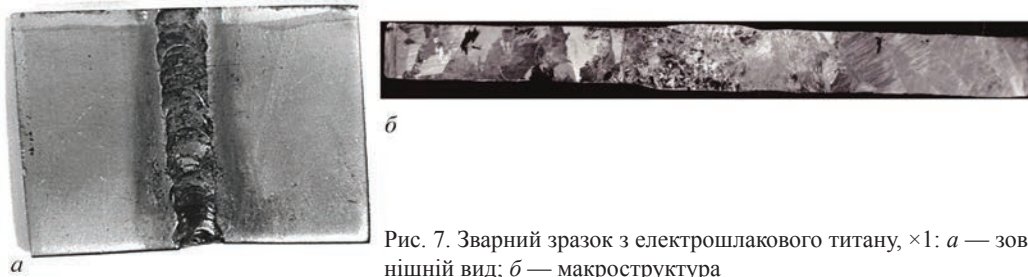 а
б
Рис. 7. Зварний зразок з електрошлакового титану, ×1: а — зов-
нішній вид; б — макроструктура